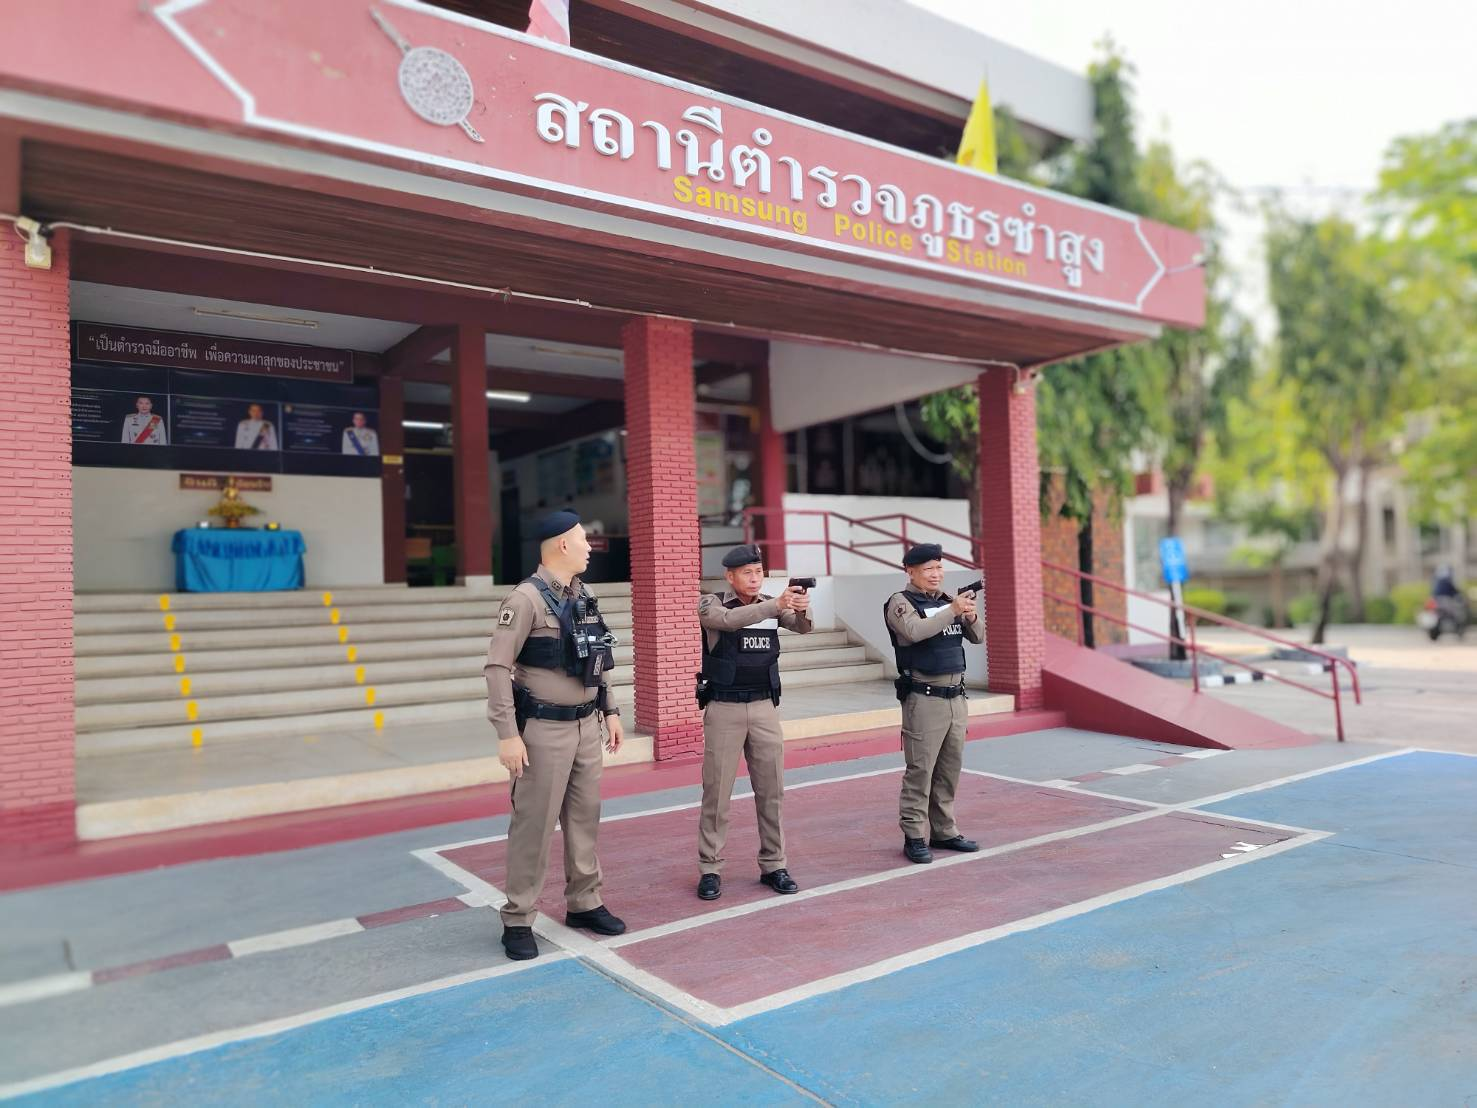 สถานีตำรวจภูธรซำสูง
Samsung Police Station
“เป็นตำรวจมืออาชีพ เพื่อความผาสุกของประชาชน”
POLICE
POLICE